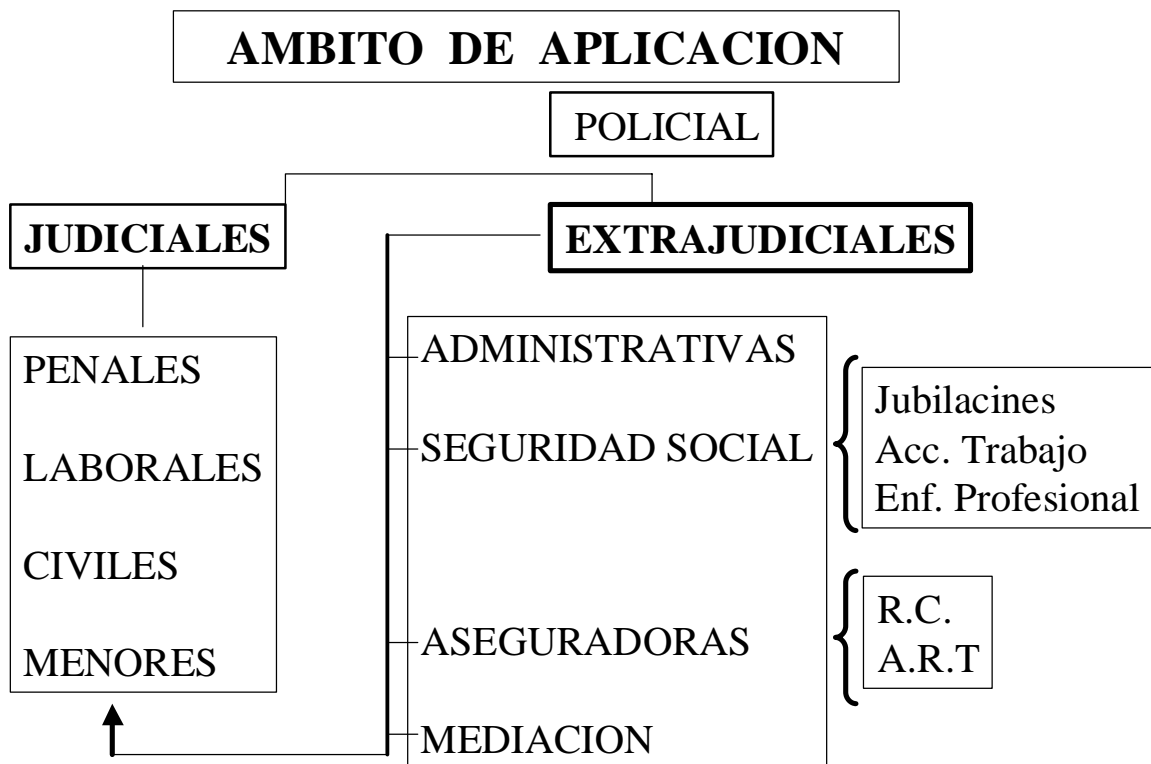 AMBITO DE APLICACION
POLICIAL
JUDICIALES
EXTRAJUDICIALES
PENALES
LABORALES
CIVILES
MENORES
ADMINISTRATIVAS
SEGURIDAD SOCIAL
ASEGURADORAS
MEDIACION
Jubilacines
Acc. Trabajo
Enf. Profesional
R.C.
A.R.T